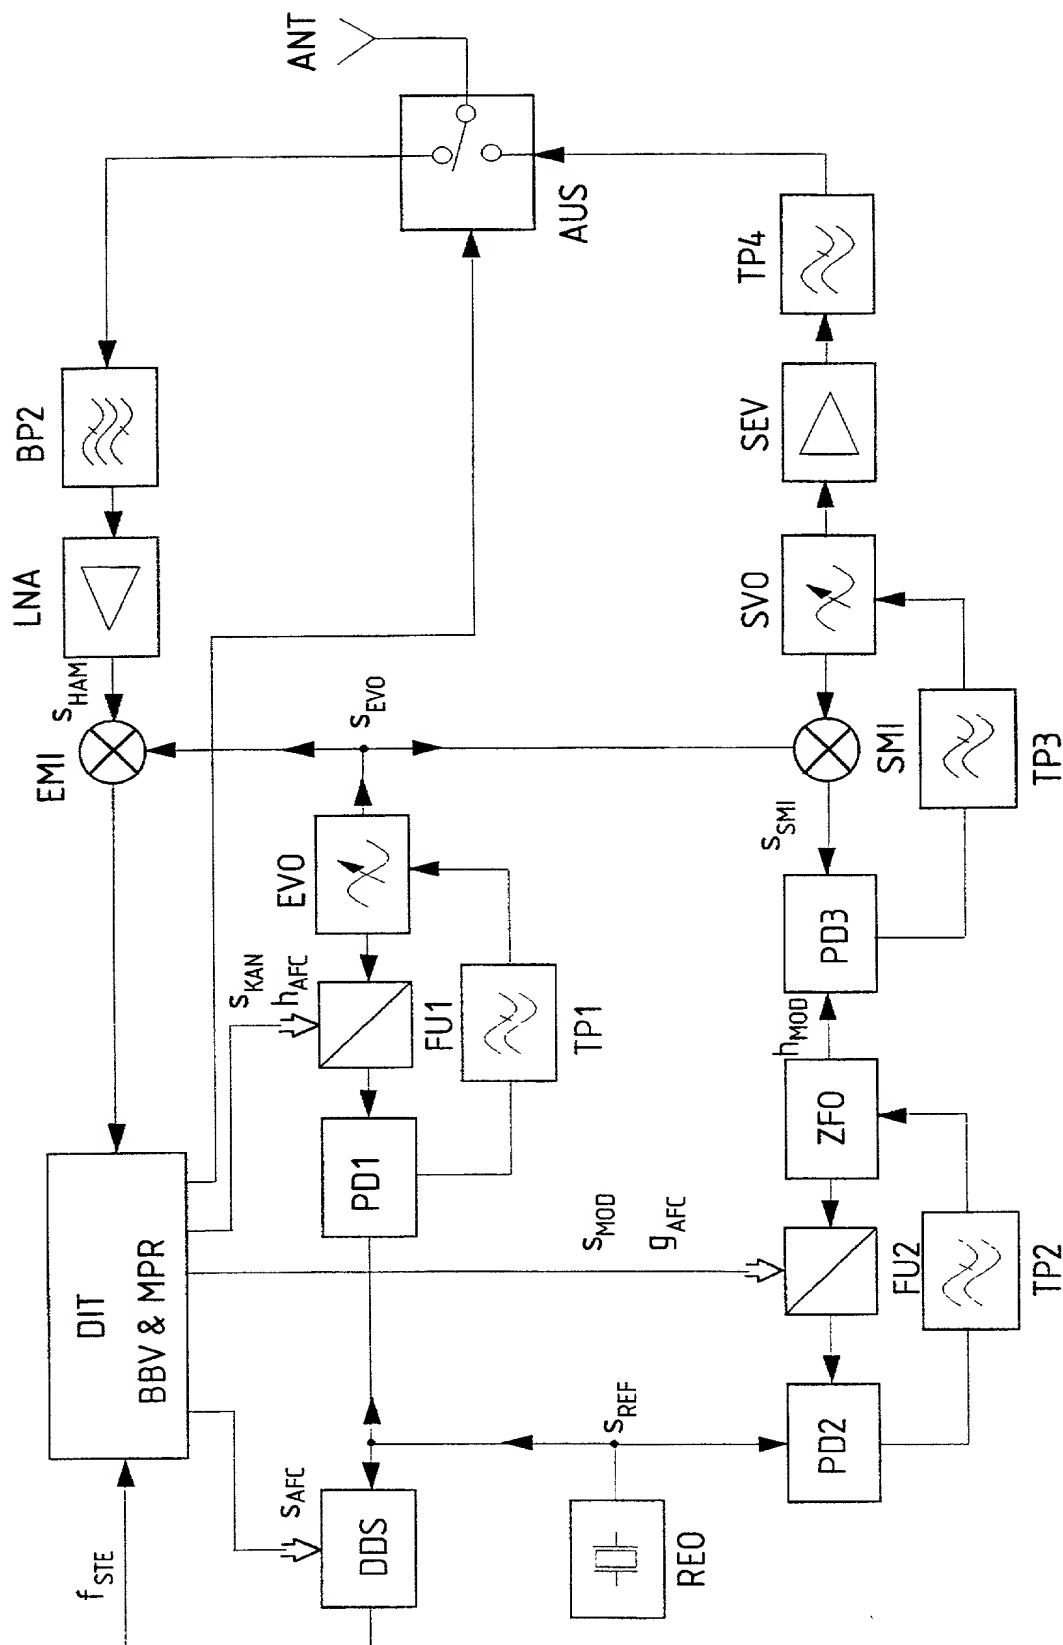 ANT
AUS
BP2
LNA
s_HAM
EMI
DIT
BBV & MPR
f_STE
s_AFC
DDS
s_REF
REO
s_KAN
h_AFC
FU1
PD1
TP1
EVO
s_EVO
s_MOD
g_AFC
PD2
FU2
TP2
ZFO
h_MOD
PD3
s_SMI
SMI
TP3
SVO
SEV
TP4